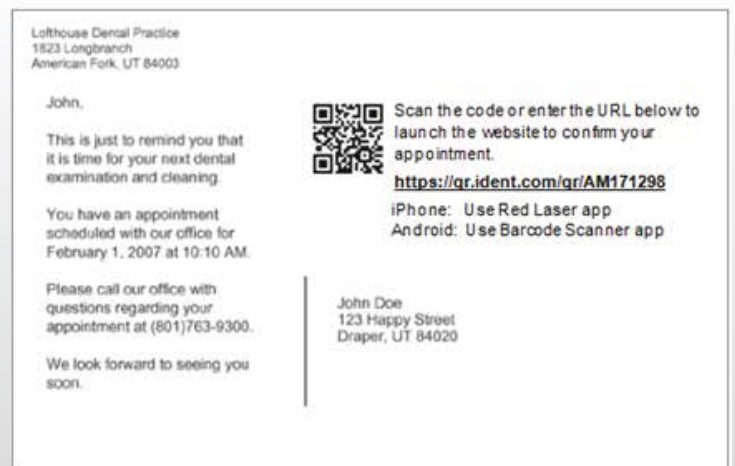 Lofthouse Dental Practice
1823 Longbranch
American Fork, UT 84003
John,
This is just to remind you that
it is time for your next dental
examination and cleaning.
You have an appointment
scheduled with our office for
February 1, 2007 at 10:10 AM.
Please call our office with
questions regarding your
appointment at (801)763-9300.
We look forward to seeing you
soon.
Scan the code or enter the URL below to
launch the website to confirm your
appointment.
https://qr.ident.com/qr/AM171298
iPhone: Use Red Laser app
Android: Use Barcode Scanner app
John Doe
123 Happy Street
Draper, UT 84020